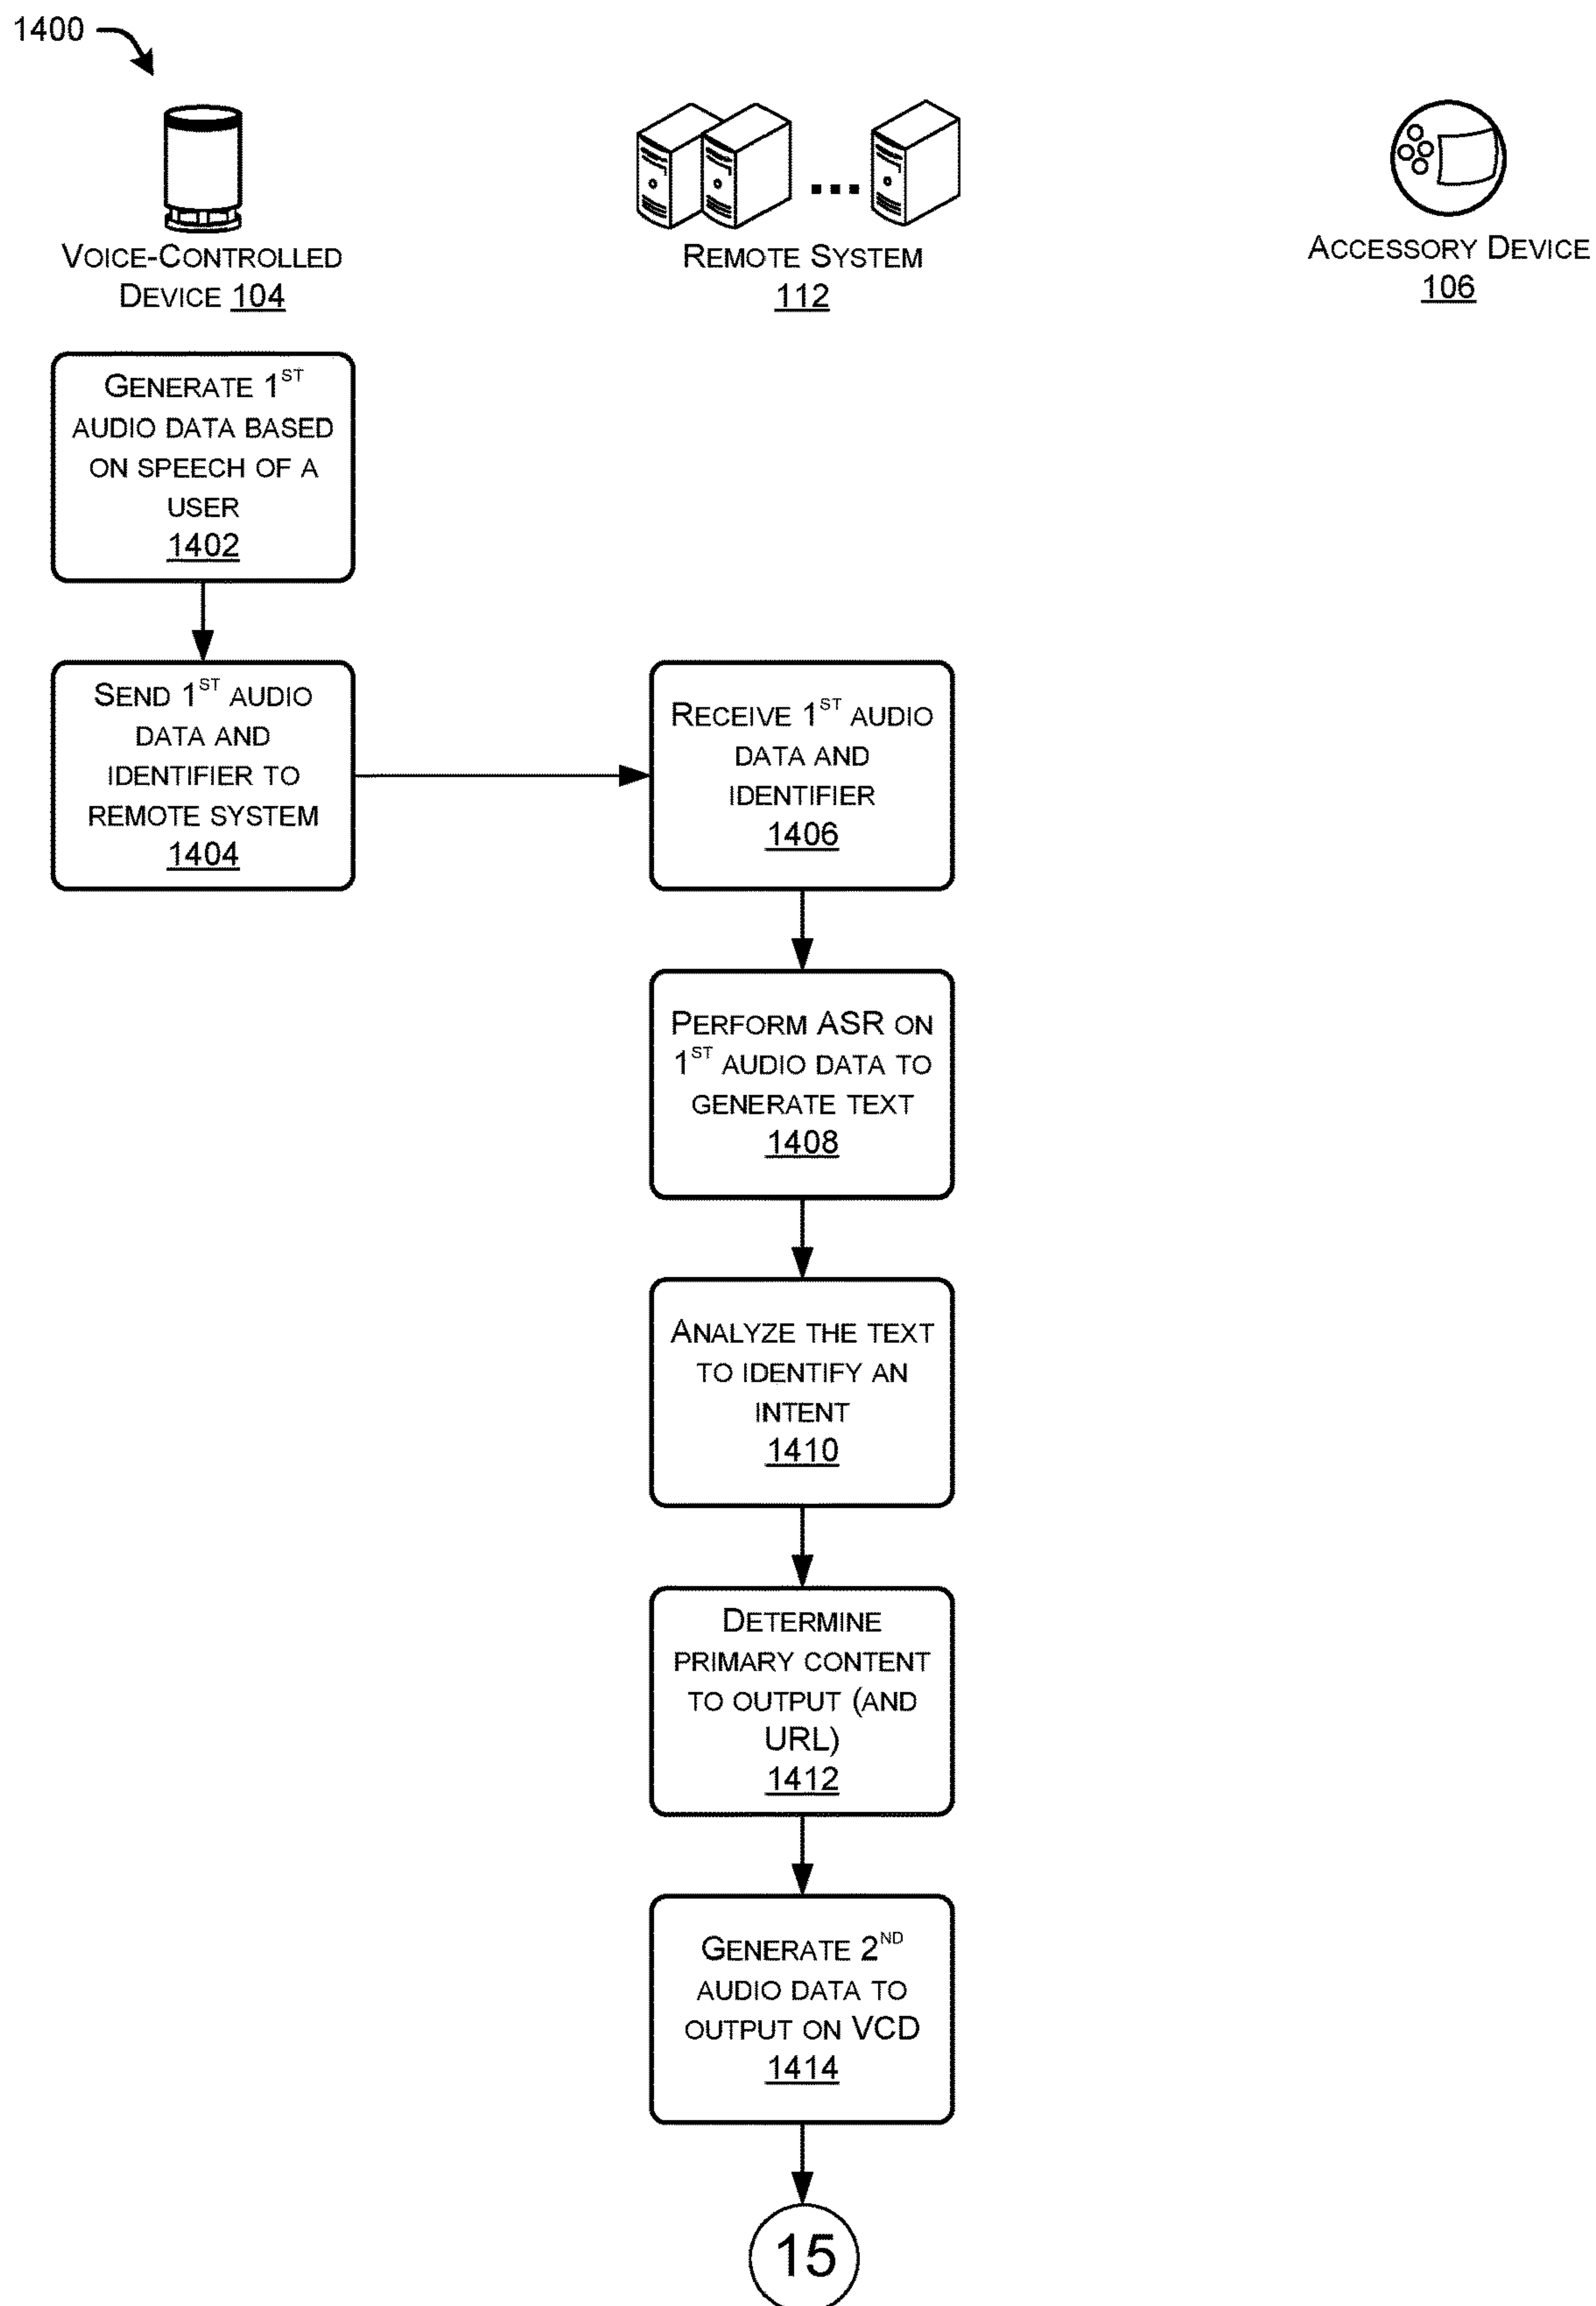 1400
VOICE-CONTROLLED
DEVICE 104
REMOTE SYSTEM
112
ACCESSORY DEVICE
106
GENERATE 1ST
AUDIO DATA BASED
ON SPEECH OF A
USER
1402
SEND 1ST AUDIO
DATA AND
IDENTIFIER TO
REMOTE SYSTEM
1404
RECEIVE 1ST AUDIO
DATA AND
IDENTIFIER
1406
PERFORM ASR ON
1ST AUDIO DATA TO
GENERATE TEXT
1408
ANALYZE THE TEXT
TO IDENTIFY AN
INTENT
1410
DETERMINE
PRIMARY CONTENT
TO OUTPUT (AND
URL)
1412
GENERATE 2ND
AUDIO DATA TO
OUTPUT ON VCD
1414
15